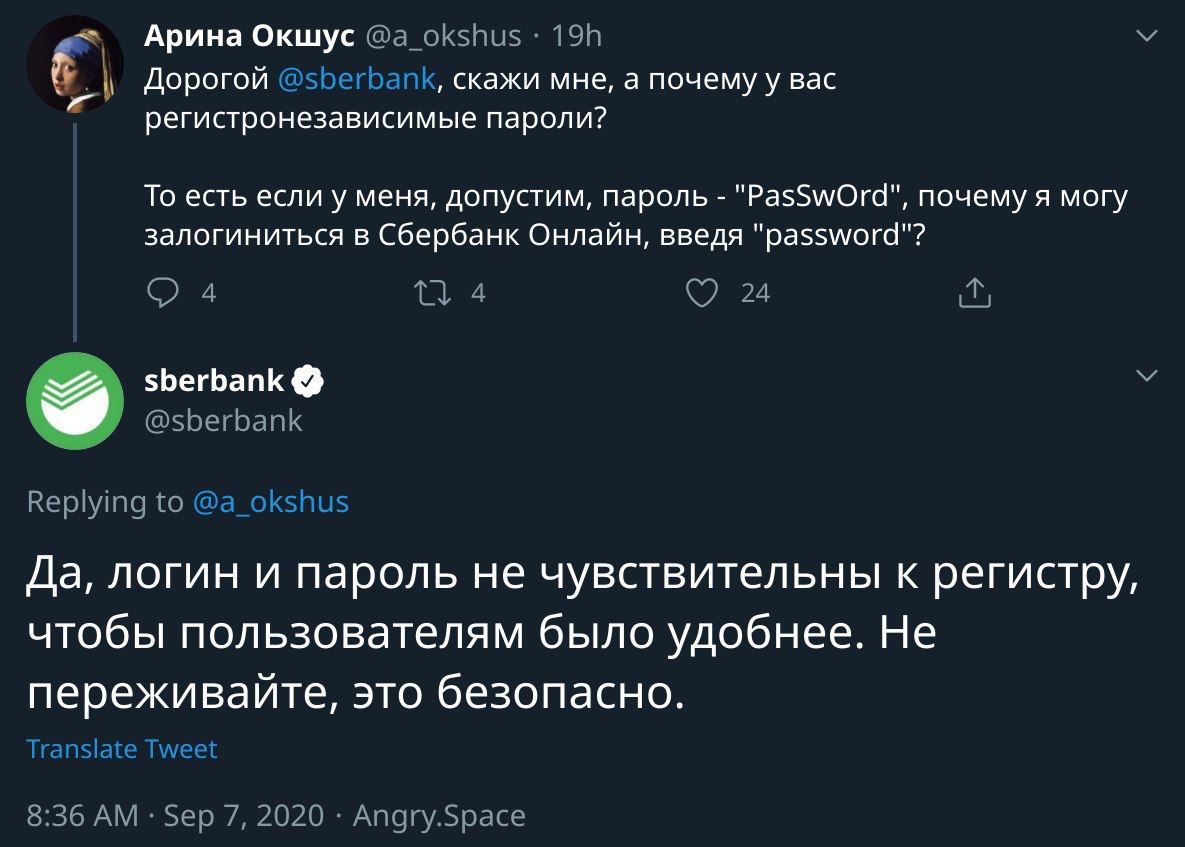 Арина Окшус @a_okshus · 19h
Дорогой @sberbank, скажи мне, а почему у вас
регистронезависимые пароли?
То есть если у меня, допустим, пароль - "PasSwOrd", почему я могу
залогиниться в Сбербанк Онлайн, введя "password"?
4 4 24
sberbank
@sberbank
Replying to @a_okshus
Да, логин и пароль не чувствительны к регистру,
чтобы пользователям было удобнее. Не
переживайте, это безопасно.
Translate Tweet
8:36 AM · Sep 7, 2020 · Angry.Space